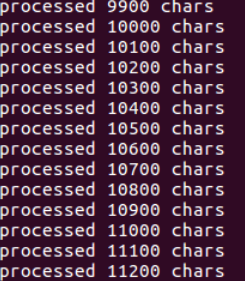 processed 9900 chars
processed 10000 chars
processed 10100 chars
processed 10200 chars
processed 10300 chars
processed 10400 chars
processed 10500 chars
processed 10600 chars
processed 10700 chars
processed 10800 chars
processed 10900 chars
processed 11000 chars
processed 11100 chars
processed 11200 chars